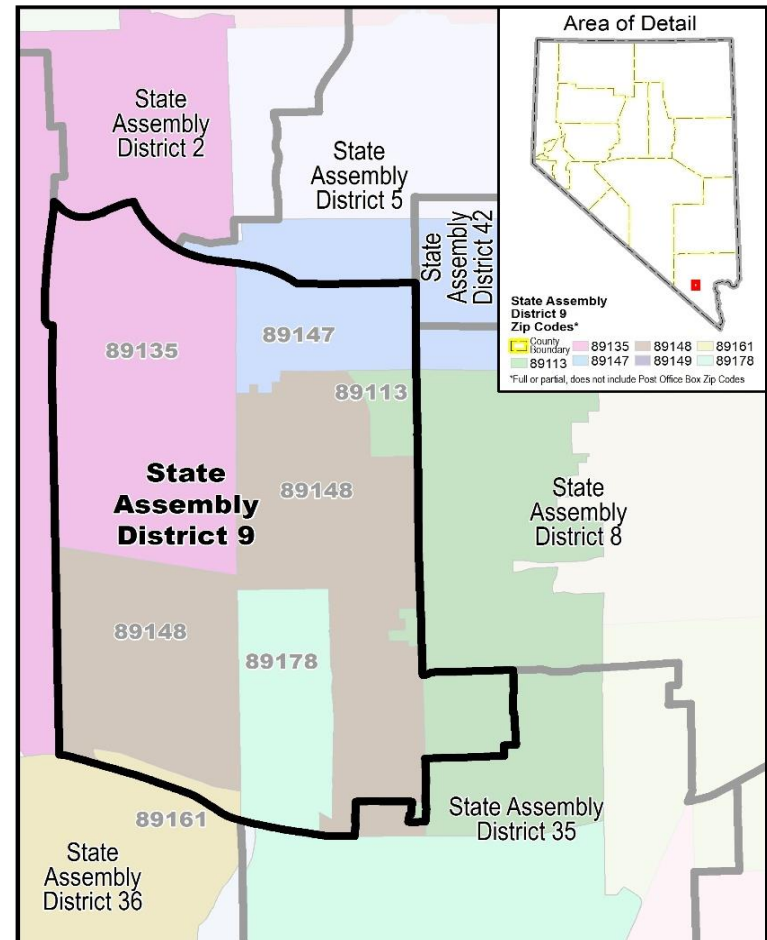 Area of Detail
State
Assembly
District 2
State
Assembly
District 5
State
Assembly
District 42
State Assembly
District 9
Zip Codes*
County
Boundary
89135
89148
89161
89113
89147
89149
89178
*Full or partial, does not include Post Office Box Zip Codes
89135
89147
89113
State
Assembly
District 9
89148
State
Assembly
District 8
89148
89178
89161
State Assembly
District 35
State
Assembly
District 36